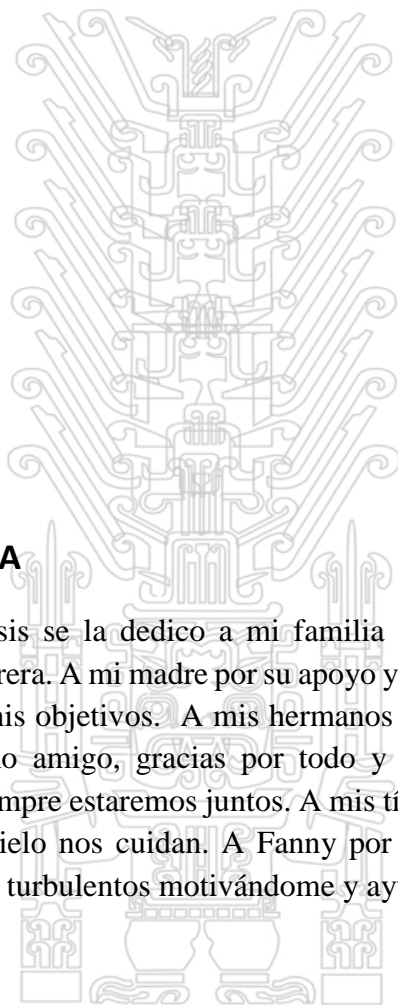 A
sis se la dedico a mi familia
rera. A mi madre por su apoyo y
nis objetivos. A mis hermanos
no amigo, gracias por todo y
mpre estaremos juntos. A mis tí
ielo nos cuidan. A Fanny por
turbulentos motivándome y ay